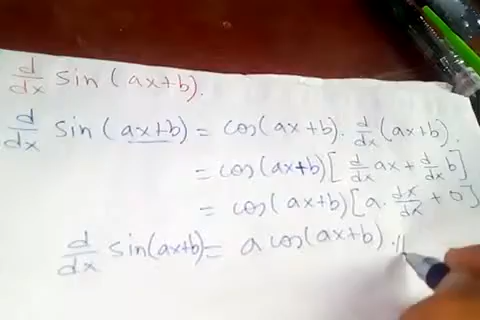 d/dx sin(ax+b).
d/dx sin(ax+b) = cos(ax+b). d/dx (ax+b).
= cos(ax+b)[d/dx ax + d/dx b]
= cos(ax+b)[a. dx/dx + 0]
d/dx sin(ax+b) = a cos(ax+b).||